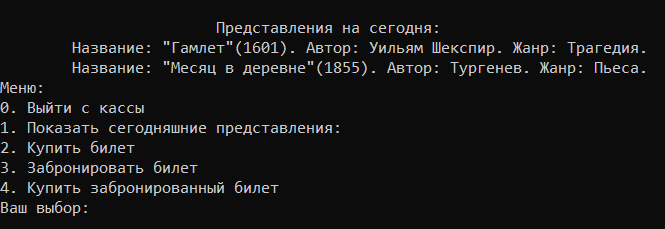 Представления на сегодня:
Название: "Гамлет"(1601). Автор: Уильям Шекспир. Жанр: Трагедия.
Название: "Месяц в деревне"(1855). Автор: Тургенев. Жанр: Пьеса.
Меню:
0. Выйти с кассы
1. Показать сегодняшние представления:
2. Купить билет
3. Забронировать билет
4. Купить забронированный билет
Ваш выбор: